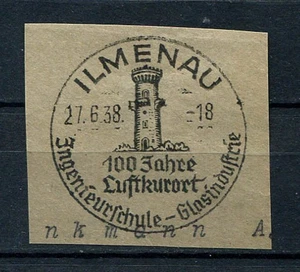 ILMENAU
27.6.38.-18
100 Jahre
Luftkurort
Ingenieurschule-Glasindustrie
nkmann A.